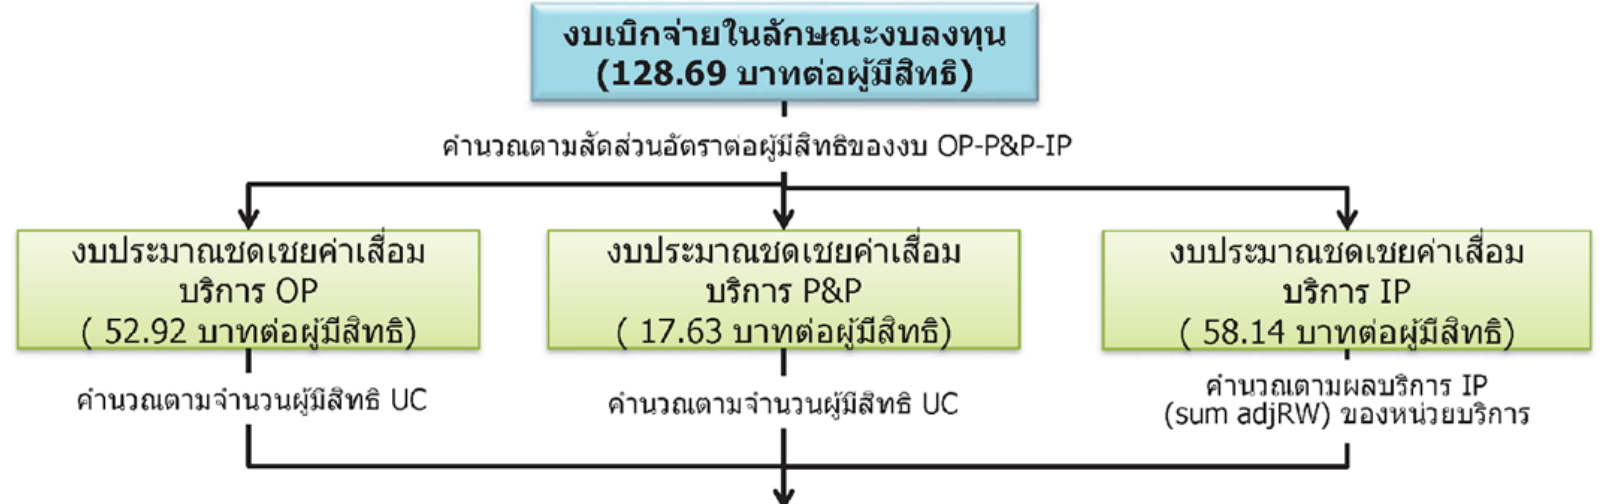 งบเบิกจ่ายในลักษณะงบลงทุน
(128.69 บาทต่อผู้มีสิทธิ)
คำนวณตามสัดส่วนอัตราต่อผู้มีสิทธิของงบ OP-P&P-IP
งบประมาณชดเชยค่าเสื่อม
บริการ OP
( 52.92 บาทต่อผู้มีสิทธิ)
งบประมาณชดเชยค่าเสื่อม
บริการ P&P
( 17.63 บาทต่อผู้มีสิทธิ)
งบประมาณชดเชยค่าเสื่อม
บริการ IP
( 58.14 บาทต่อผู้มีสิทธิ)
คำนวณตามจำนวนผู้มีสิทธิ UC
คำนวณตามจำนวนผู้มีสิทธิ UC
คำนวณตามผลบริการ IP
(sum adjRW) ของหน่วยบริการ